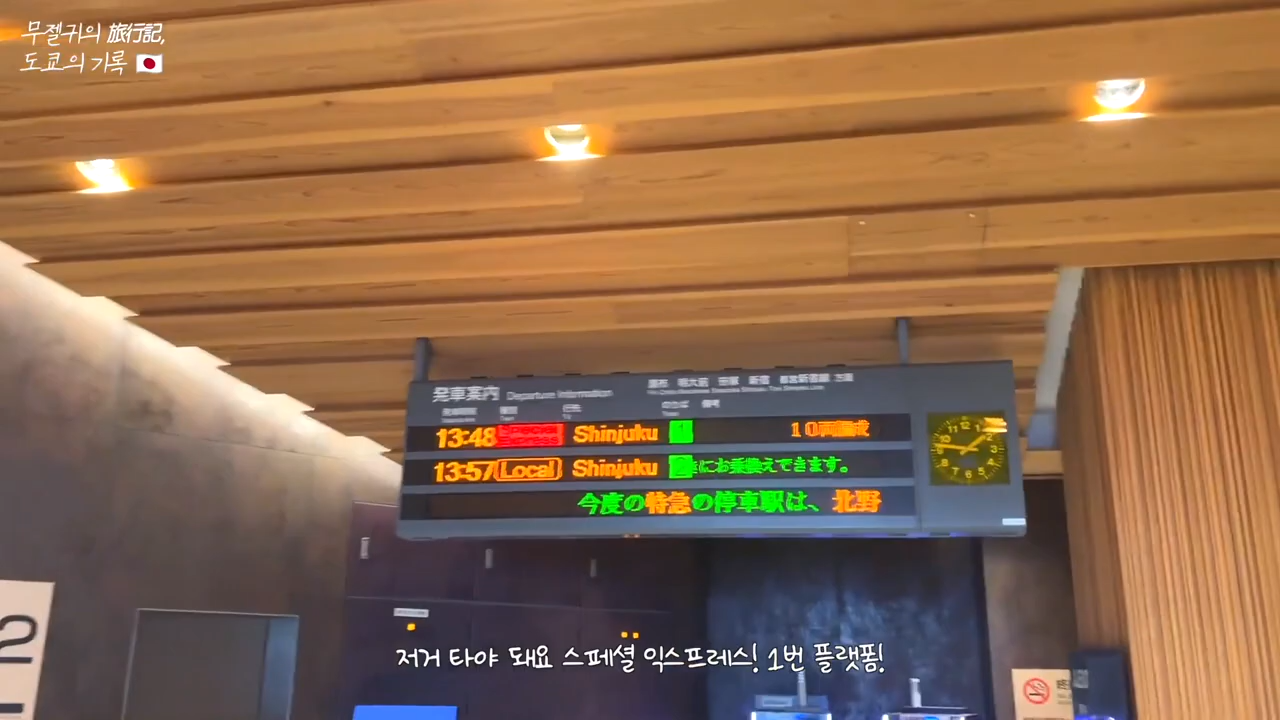 무젤귀의 旅行記,
도쿄의 기록
発車案内 Departure Information
13:48 Shinjuku 1 10両編成
13:57 Local Shinjuku 2 にお乗換えできます。
今度の特急の停車駅は、北野
2
저거 타야 돼요 스페셜 익스프레스! 1번 플랫폼!